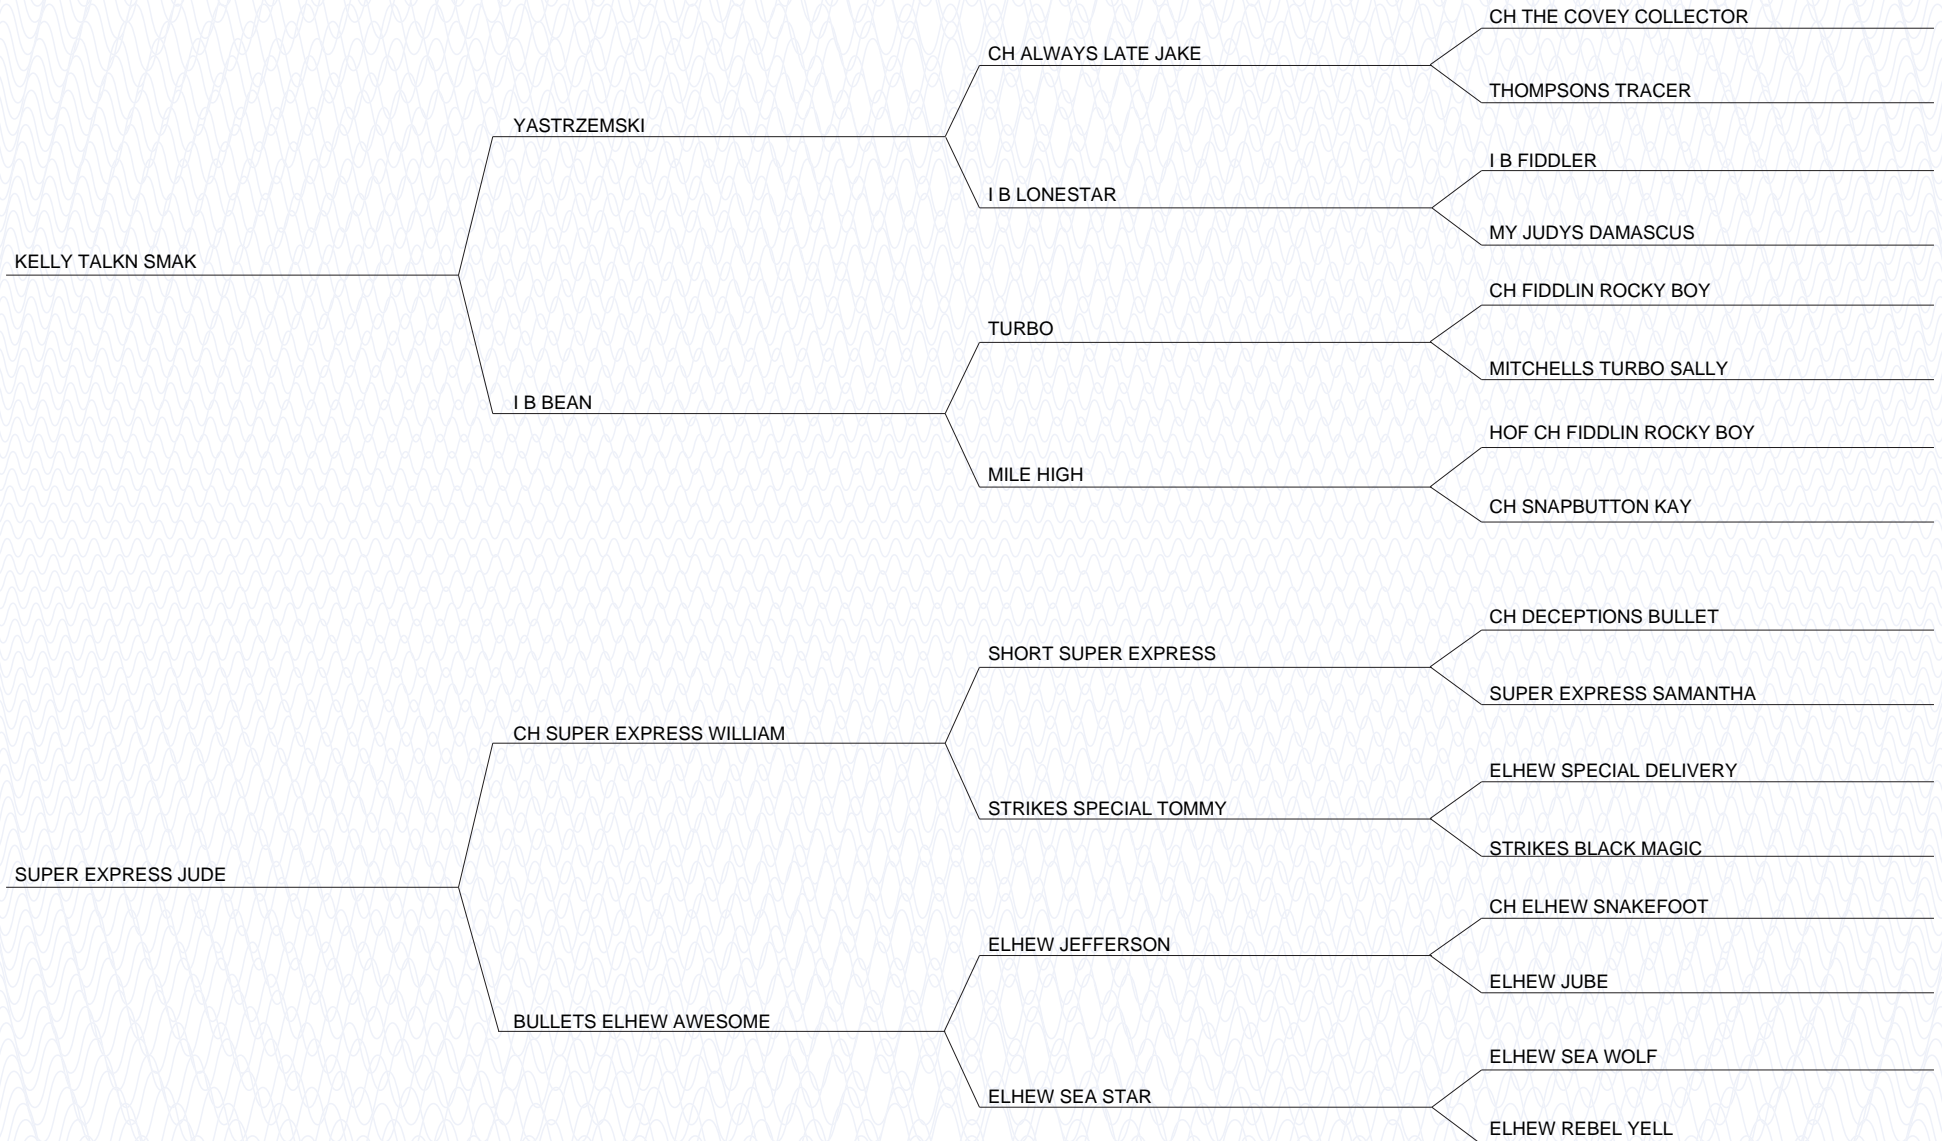 CH THE COVEY COLLECTOR
CH ALWAYS LATE JAKE
THOMPSONS TRACER
YASTRZEMSKI
I B FIDDLER
I B LONESTAR
MY JUDYS DAMASCUS
KELLY TALKN SMAK
CH FIDDLIN ROCKY BOY
TURBO
MITCHELLS TURBO SALLY
I B BEAN
HOF CH FIDDLIN ROCKY BOY
MILE HIGH
CH SNAPBUTTON KAY
CH DECEPTIONS BULLET
SHORT SUPER EXPRESS
SUPER EXPRESS SAMANTHA
CH SUPER EXPRESS WILLIAM
ELHEW SPECIAL DELIVERY
STRIKES SPECIAL TOMMY
STRIKES BLACK MAGIC
SUPER EXPRESS JUDE
CH ELHEW SNAKEFOOT
ELHEW JEFFERSON
ELHEW JUBE
BULLETS ELHEW AWESOME
ELHEW SEA WOLF
ELHEW SEA STAR
ELHEW REBEL YELL